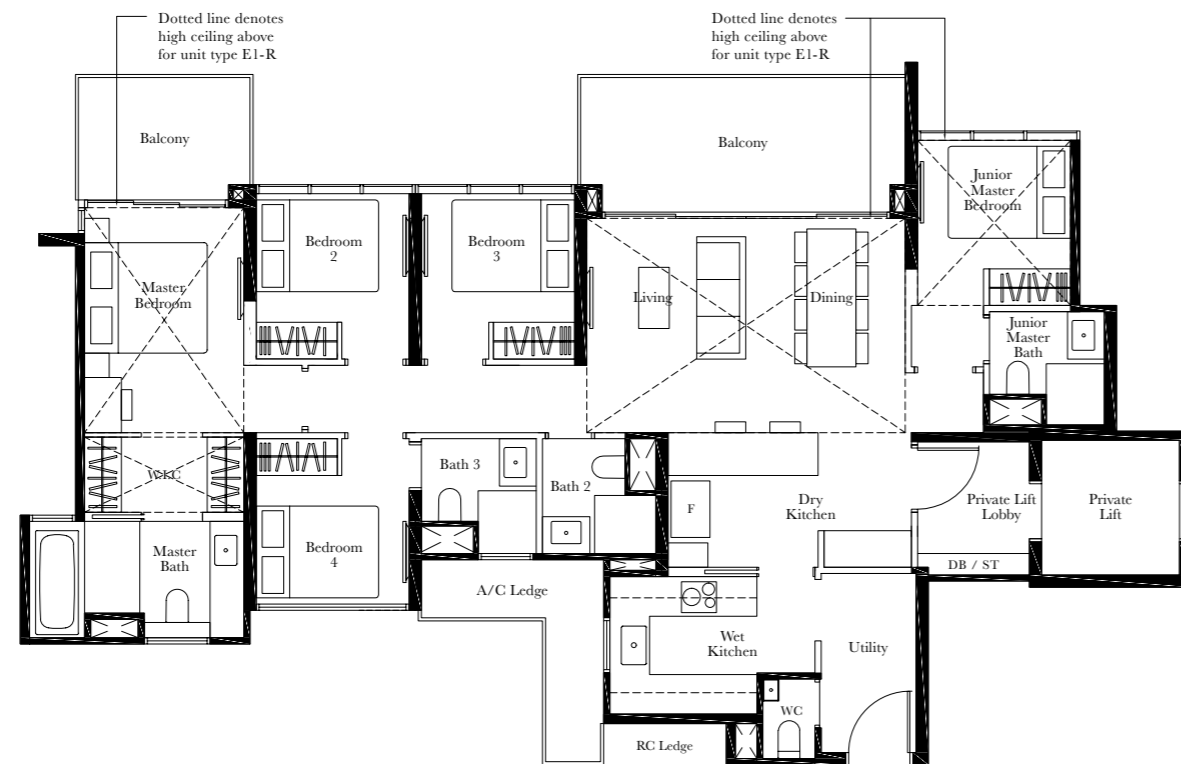 Dotted line denotes
high ceiling above
for unit type E1-R
Dotted line denotes
high ceiling above
for unit type E1-R
Balcony
Balcony
Junior
Master
Bedroom
Bedroom
2
Bedroom
3
Master
Bedroom
Living
Dining
Junior
Master
Bath
W.I.C
Bath 3
Bath 2
F
Dry
Kitchen
Private Lift
Lobby
Private
Lift
Master
Bath
Bedroom
4
A/C Ledge
DB / ST
Wet
Kitchen
Utility
WC
RC Ledge